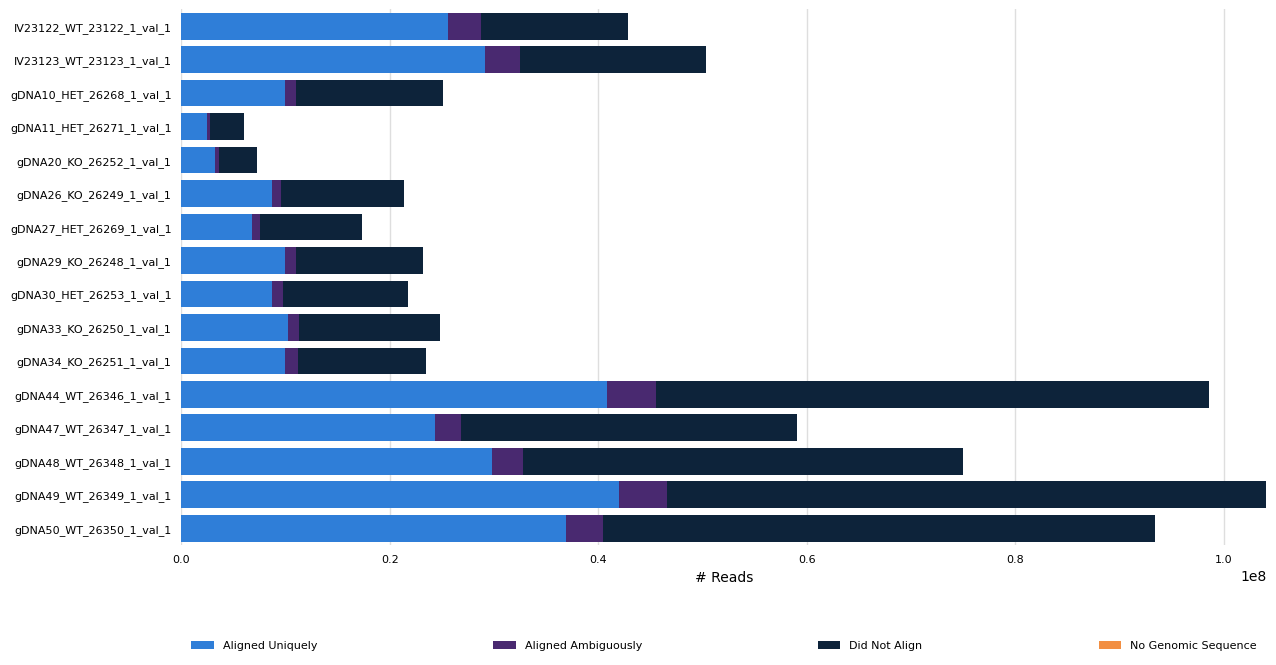 IV23122_WT_23122_1_val_1
IV23123_WT_23123_1_val_1
gDNA10_HET_26268_1_val_1
gDNA11_HET_26271_1_val_1
gDNA20_KO_26252_1_val_1
gDNA26_KO_26249_1_val_1
gDNA27_HET_26269_1_val_1
gDNA29_KO_26248_1_val_1
gDNA30_HET_26253_1_val_1
gDNA33_KO_26250_1_val_1
gDNA34_KO_26251_1_val_1
gDNA44_WT_26346_1_val_1
gDNA47_WT_26347_1_val_1
gDNA48_WT_26348_1_val_1
gDNA49_WT_26349_1_val_1
gDNA50_WT_26350_1_val_1
0.0 0.2 0.4 0.6 0.8 1.0
# Reads 1e8
Aligned Uniquely Aligned Ambiguously Did Not Align No Genomic Sequence